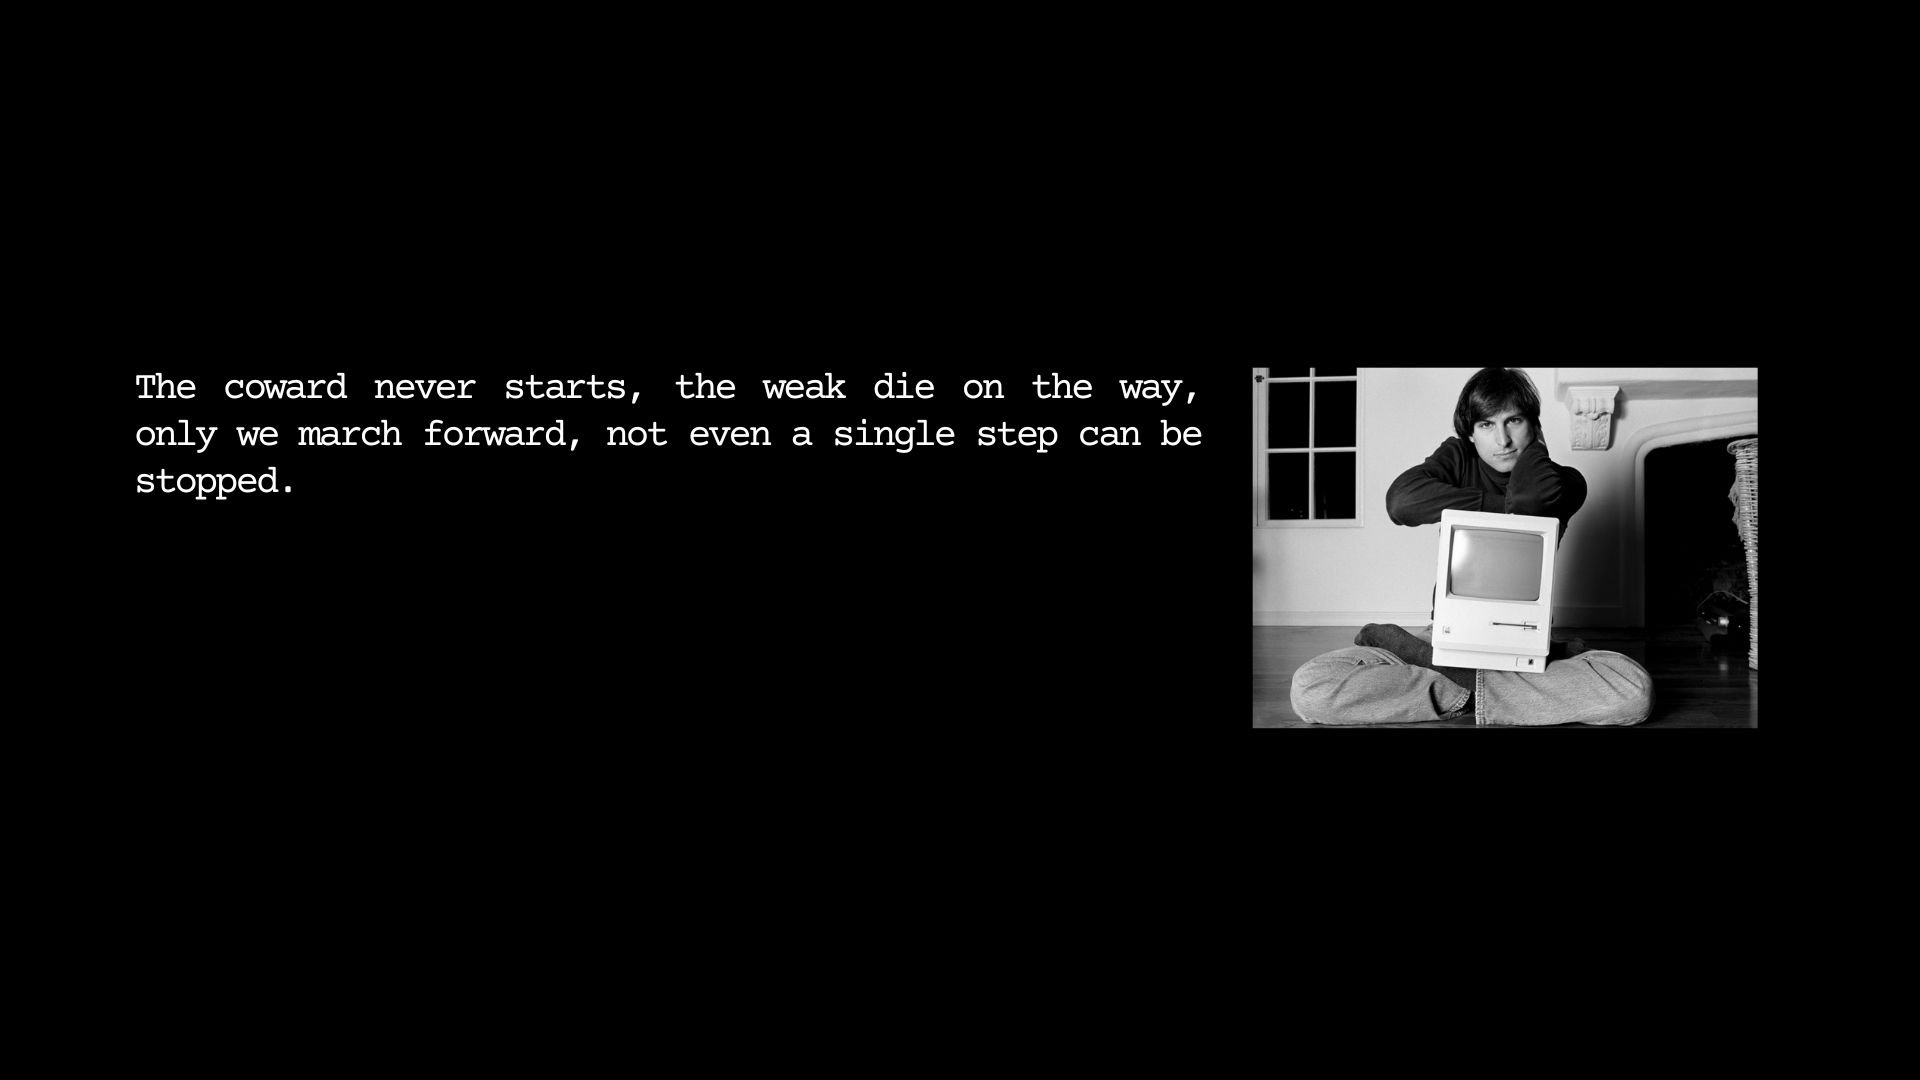 The coward never starts, the weak die on the way,
only we march forward, not even a single step can be
stopped.